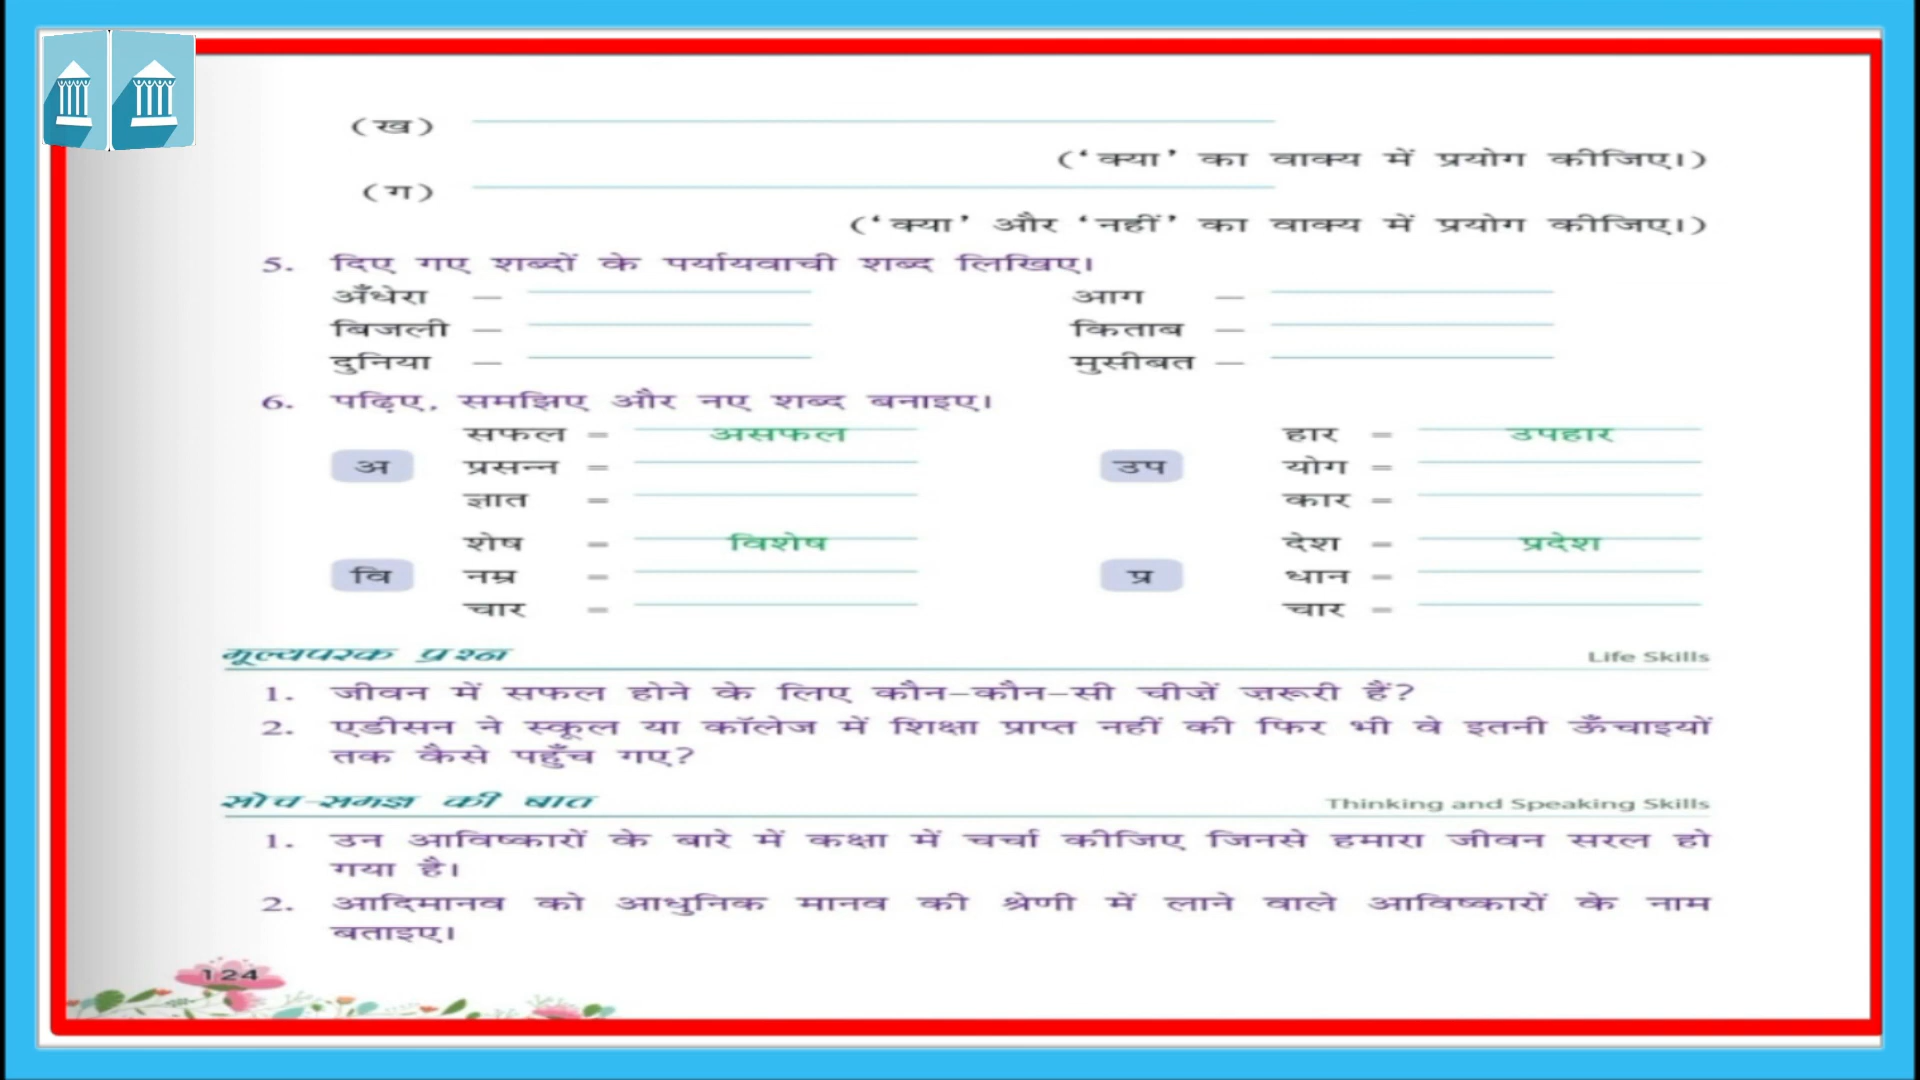 (ख)
(‘क्या’ का वाक्य में प्रयोग कीजिए।)
(ग)
(‘क्या’ और ‘नहीं’ का वाक्य में प्रयोग कीजिए।)
5. दिए गए शब्दों के पर्यायवाची शब्द लिखिए।
अँधेरा – आग –
बिजली – किताब –
दुनिया – मुसीबत –
6. पढ़िए, समझिए और नए शब्द बनाइए।
सफल = असफल हार = उपहार
अ प्रसन्न = उप योग =
ज्ञात = कार =
शेष = विशेष देश = प्रदेश
वि नम्र = प्र धान =
चार = चार =
मूल्यपरक प्रश्न Life Skills
1. जीवन में सफल होने के लिए कौन-कौन-सी चीज़ें ज़रूरी हैं?
2. एडीसन ने स्कूल या कॉलेज में शिक्षा प्राप्त नहीं की फिर भी वे इतनी ऊँचाइयों
तक कैसे पहुँच गए?
सोच-समझ की बात Thinking and Speaking Skills
1. उन आविष्कारों के बारे में कक्षा में चर्चा कीजिए जिनसे हमारा जीवन सरल हो
गया है।
2. आदिमानव को आधुनिक मानव की श्रेणी में लाने वाले आविष्कारों के नाम
बताइए।
124